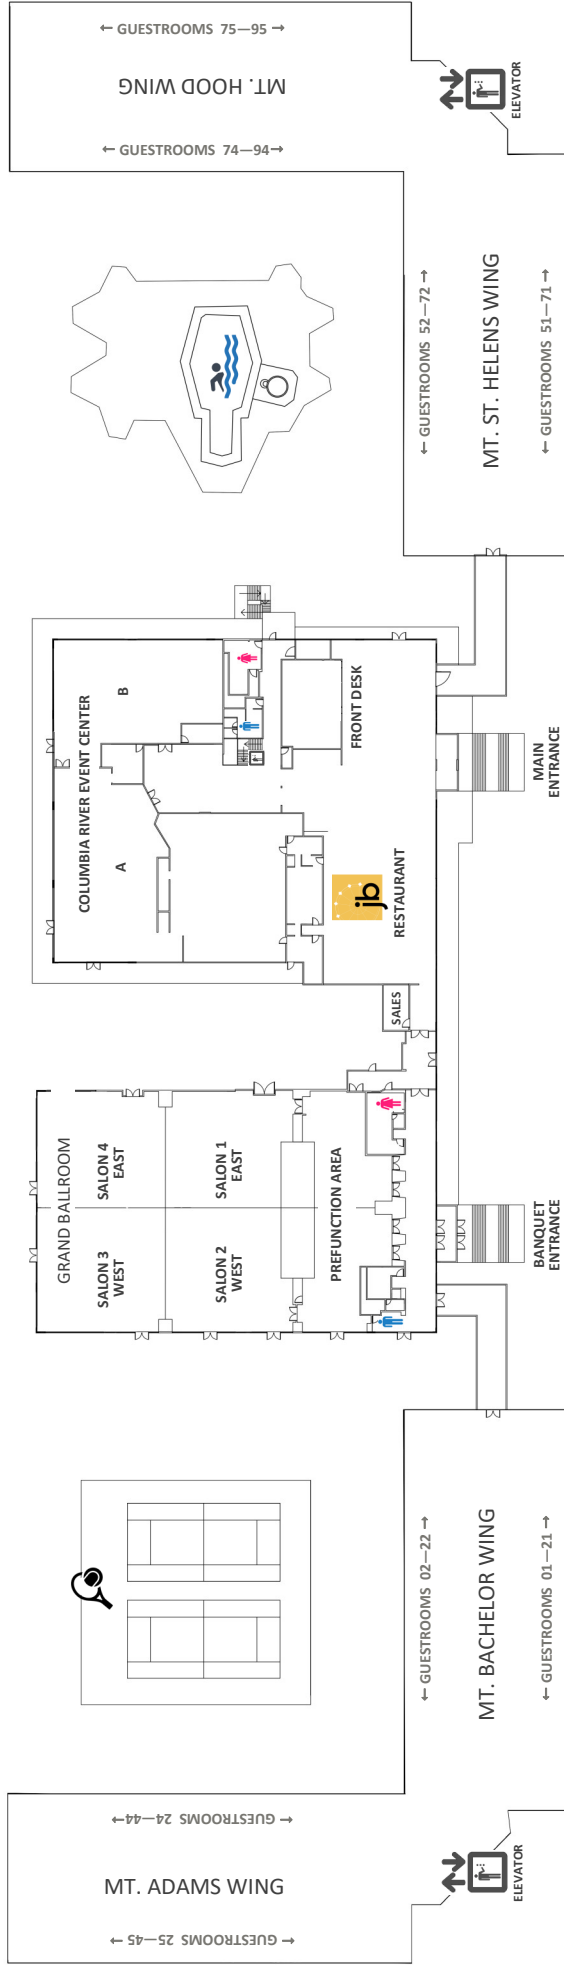 ← GUESTROOMS 75—95 →
MT. HOOD WING
← GUESTROOMS 74—94→
ELEVATOR
← GUESTROOMS 52—72 →
MT. ST. HELENS WING
← GUESTROOMS 51—71 →
COLUMBIA RIVER EVENT CENTER
A
B
FRONT DESK
MAIN
ENTRANCE
jb
RESTAURANT
SALES
GRAND BALLROOM
SALON 4
EAST
SALON 1
EAST
SALON 3
WEST
SALON 2
WEST
PREFUNCTION AREA
BANQUET
ENTRANCE
← GUESTROOMS 02—22 →
MT. BACHELOR WING
← GUESTROOMS 01—21 →
← GUESTROOMS 24—44→
MT. ADAMS WING
← GUESTROOMS 25—45 →
ELEVATOR